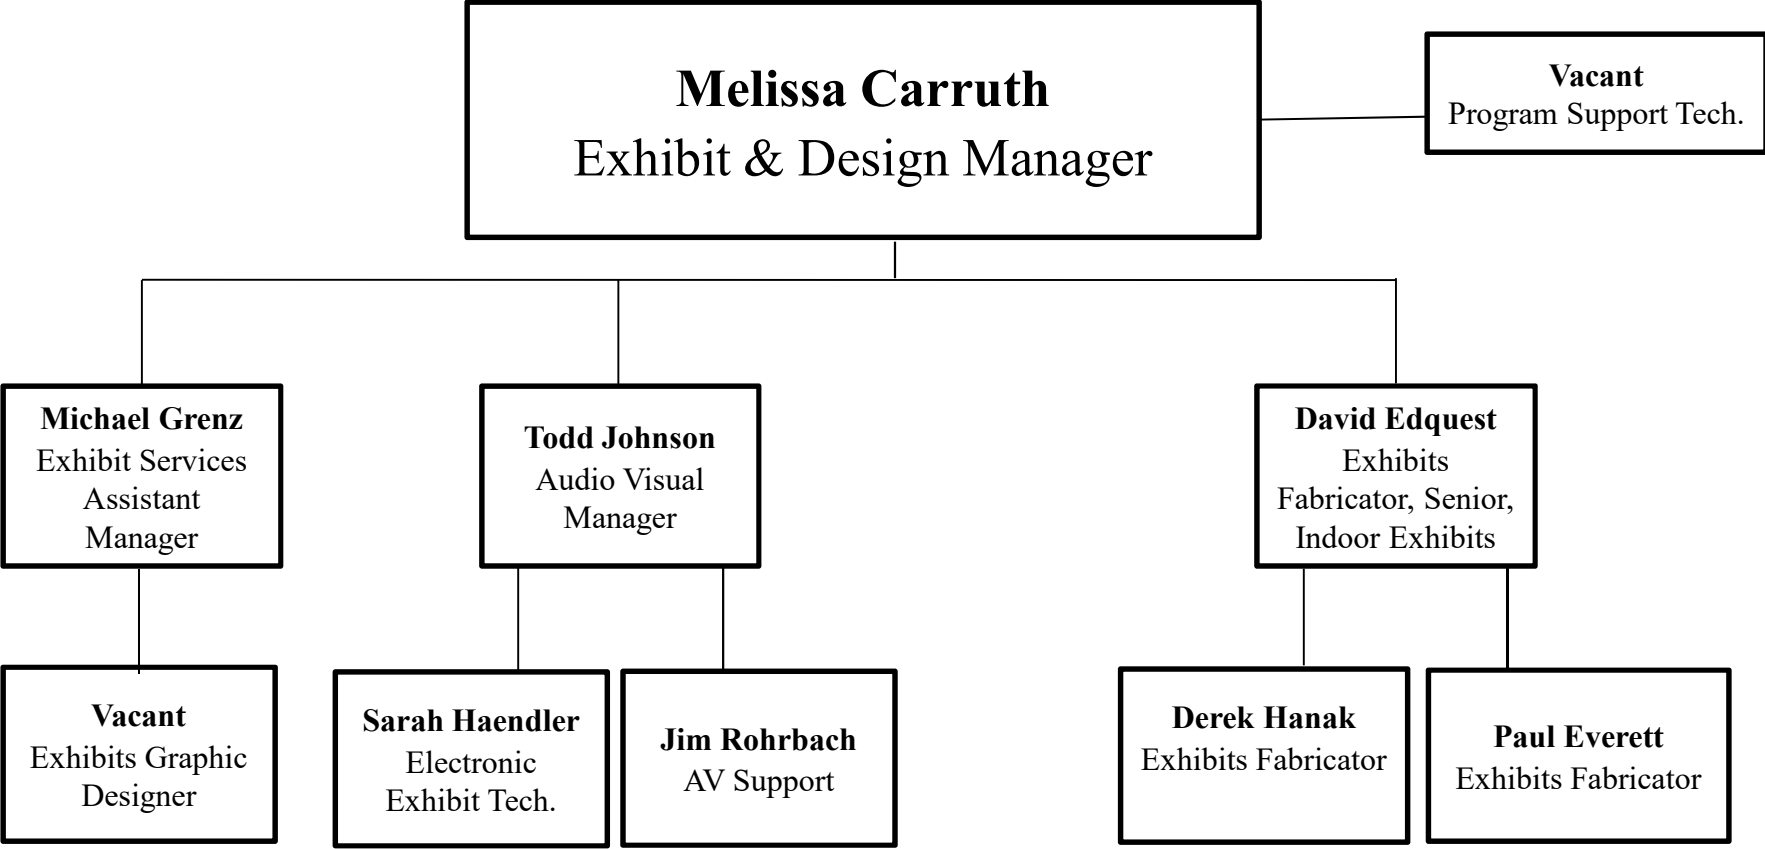 Melissa Carruth
Exhibit & Design Manager
Vacant
Program Support Tech.
Michael Grenz
Exhibit Services
Assistant
Manager
Todd Johnson
Audio Visual
Manager
David Edquest
Exhibits
Fabricator, Senior,
Indoor Exhibits
Vacant
Exhibits Graphic
Designer
Sarah Haendler
Electronic
Exhibit Tech.
Jim Rohrbach
AV Support
Derek Hanak
Exhibits Fabricator
Paul Everett
Exhibits Fabricator